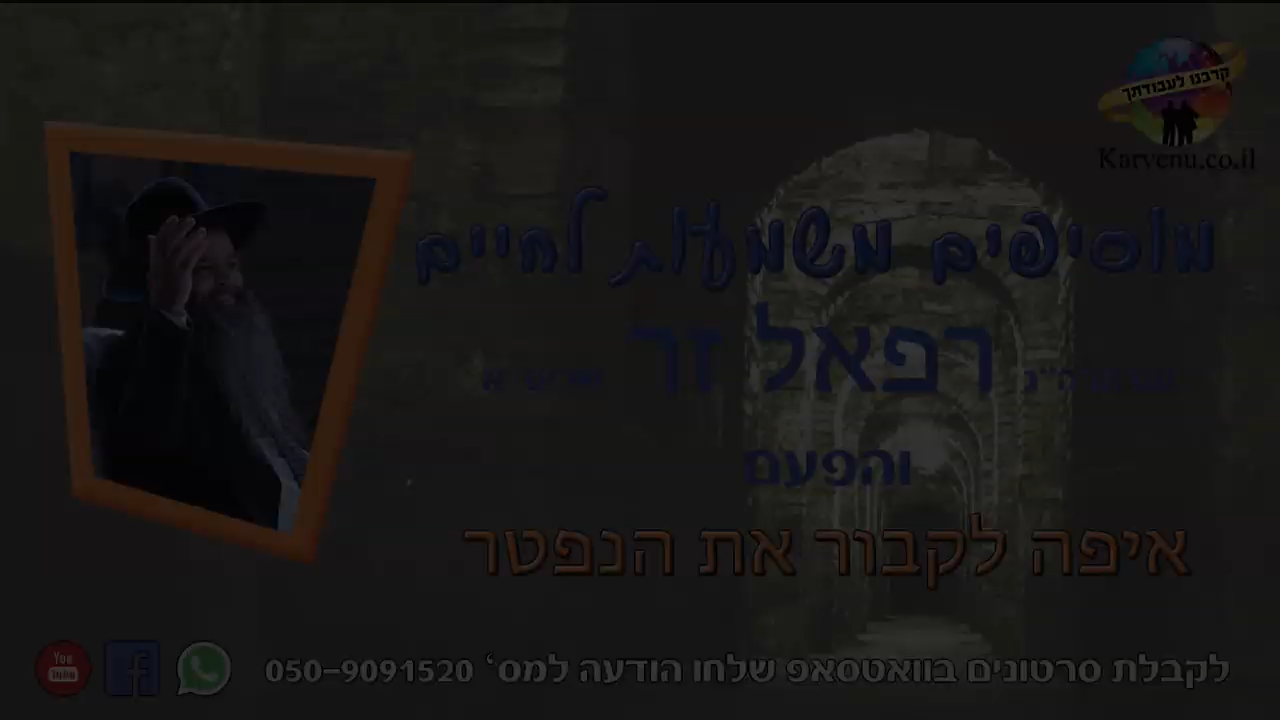 קרבנו לעבודתך
Karvenu.co.il
מוסיפים משמעות לחיים
רפאל זר
והפעם
איפה לקבור את הנפטר
You Tube
לקבלת סרטונים בוואטסאפ שלחו הודעה למס' 050-9091520